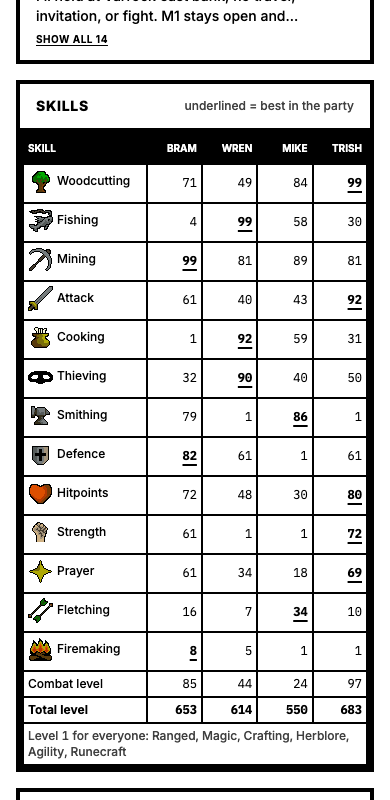 invitation, or fight. M1 stays open and...
SHOW ALL 14
SKILLS underlined = best in the party
SKILL BRAM WREN MIKE TRISH
Woodcutting 71 49 84 99
Fishing 4 99 58 30
Mining 99 81 89 81
Attack 61 40 43 92
Cooking 1 92 59 31
Thieving 32 90 40 50
Smithing 79 1 86 1
Defence 82 61 1 61
Hitpoints 72 48 30 80
Strength 61 1 1 72
Prayer 61 34 18 69
Fletching 16 7 34 10
Firemaking 8 5 1 1
Combat level 85 44 24 97
Total level 653 614 550 683
Level 1 for everyone: Ranged, Magic, Crafting, Herblore,
Agility, Runecraft